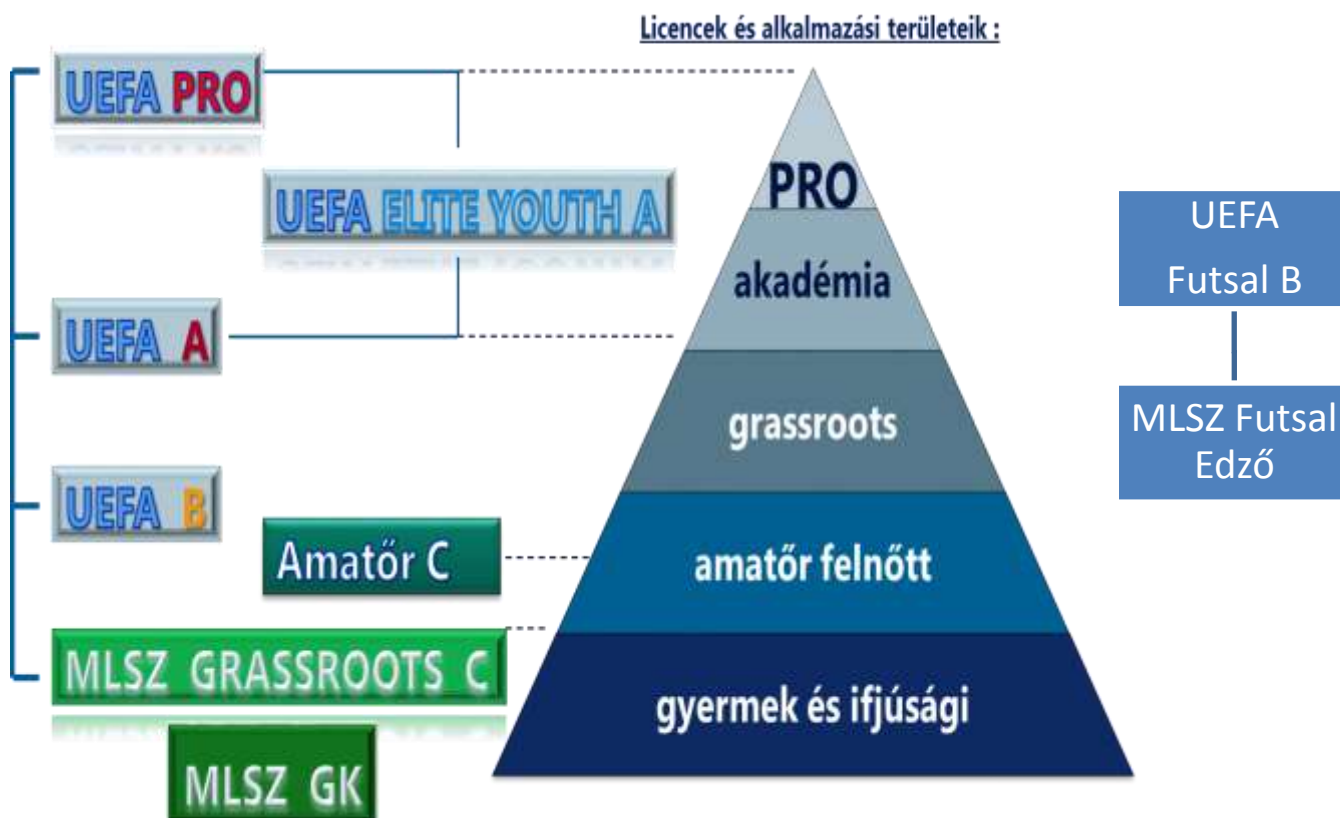 Licencek és alkalmazási területeik :
UEFA PRO
UEFA ELITE YOUTH A
UEFA A
UEFA B
Amatőr C
MLSZ GRASSROOTS C
MLSZ GK
PRO
akadémia
grassroots
amatőr felnőtt
gyermek és ifjúsági
UEFA
Futsal B
MLSZ Futsal
Edző